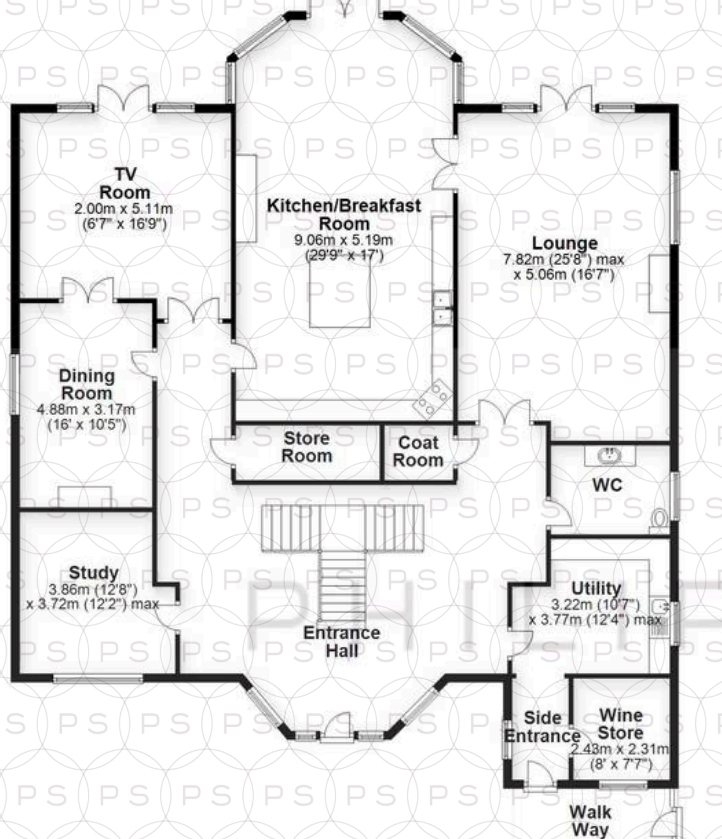 TV
Room
2.00m x 5.11m
(6'7" x 16'9")
Kitchen/Breakfast
Room
9.06m x 5.19m
(29'9" x 17')
Lounge
7.82m (25'8") max
x 5.06m (16'7")
Dining
Room
4.88m x 3.17m
(16' x 10'5")
Store
Room
Coat
Room
WC
Study
3.86m (12'8")
x 3.72m (12'2") max
Utility
3.22m (10'7")
x 3.77m (12'4") max
Entrance
Hall
Side
Entrance
Wine
Store
2.43m x 2.31m
(8' x 7'7")
Walk
Way